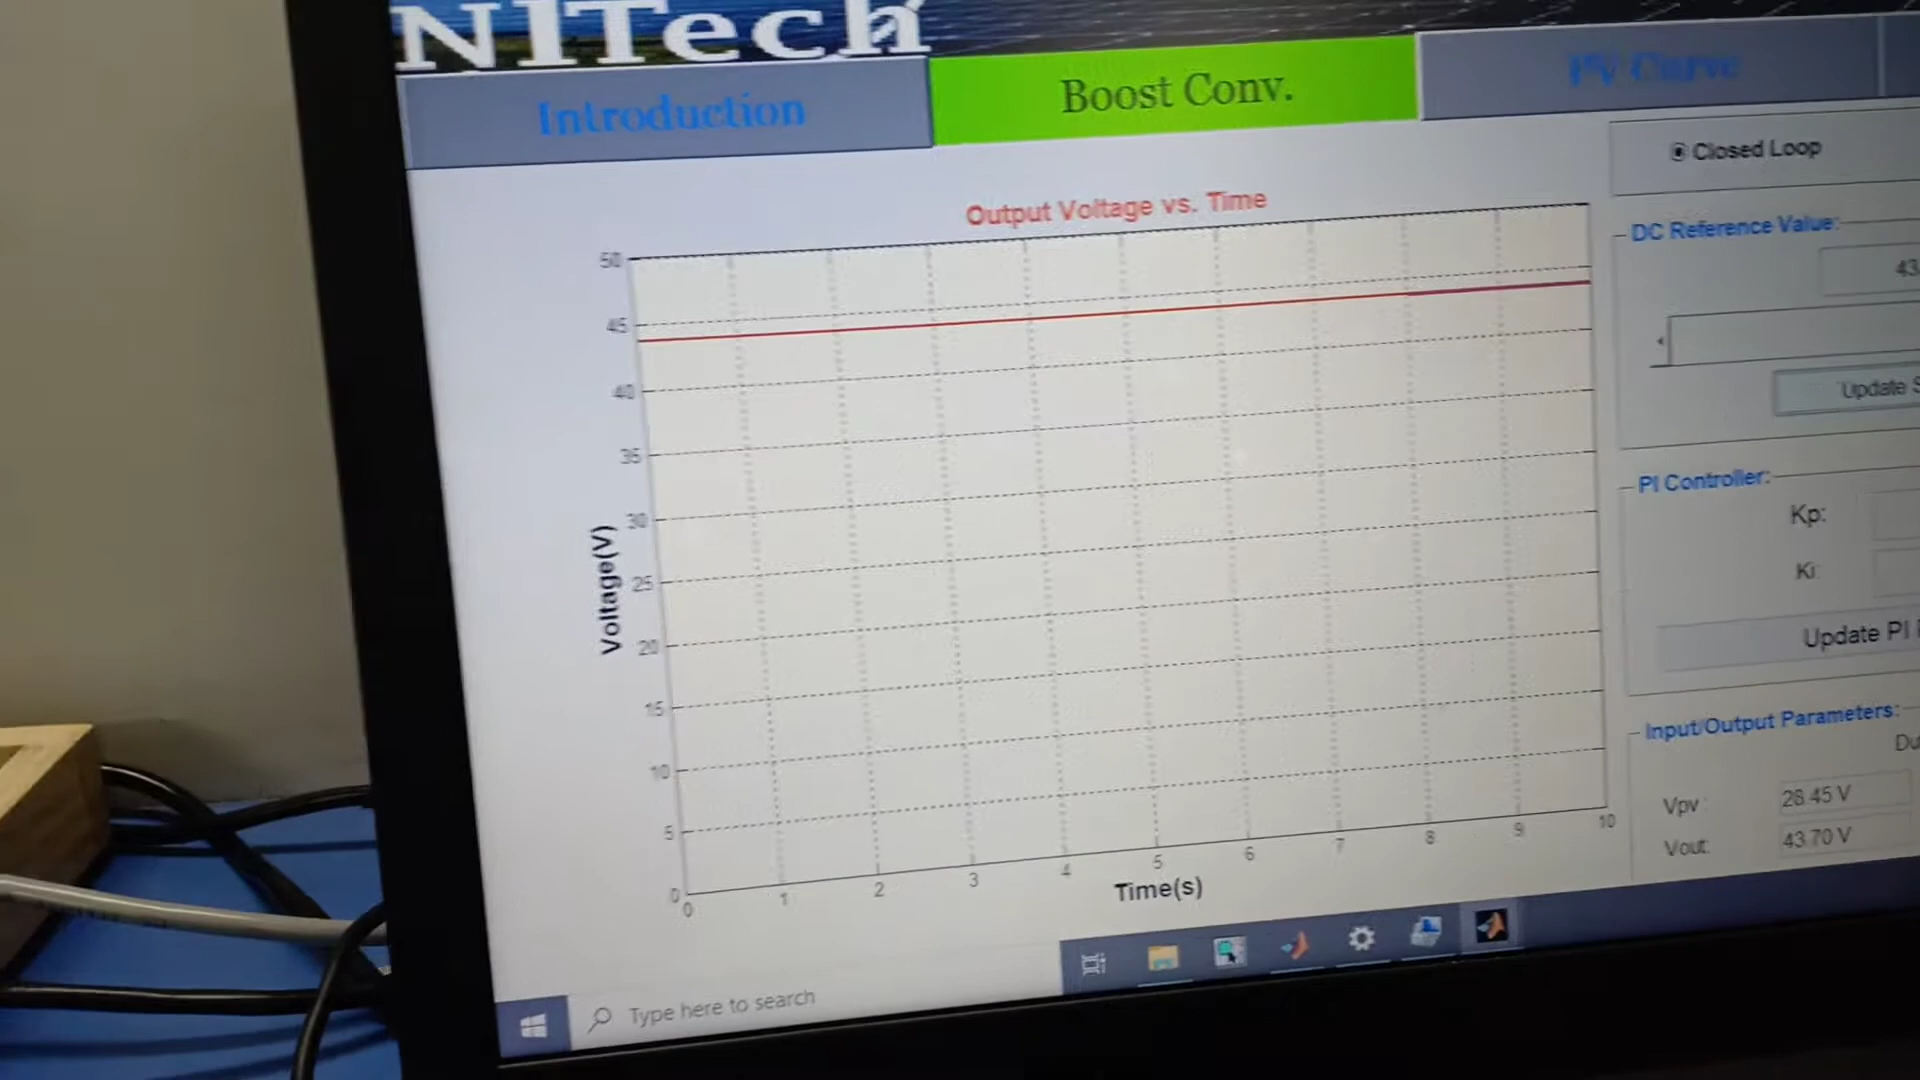 NITech
Introduction
Boost Conv.
PV Curve
Closed Loop
Output Voltage vs. Time
DC Reference Value:
43.
50
45
40
35
30
25
20
15
10
5
0
Voltage(V)
0 1 2 3 4 5 6 7 8 9 10
Time(s)
Update S
PI Controller:
Kp:
Ki:
Update PI
Input/Output Parameters:
Du
Vpv 28.45 V
Vout: 43.70 V
Type here to search